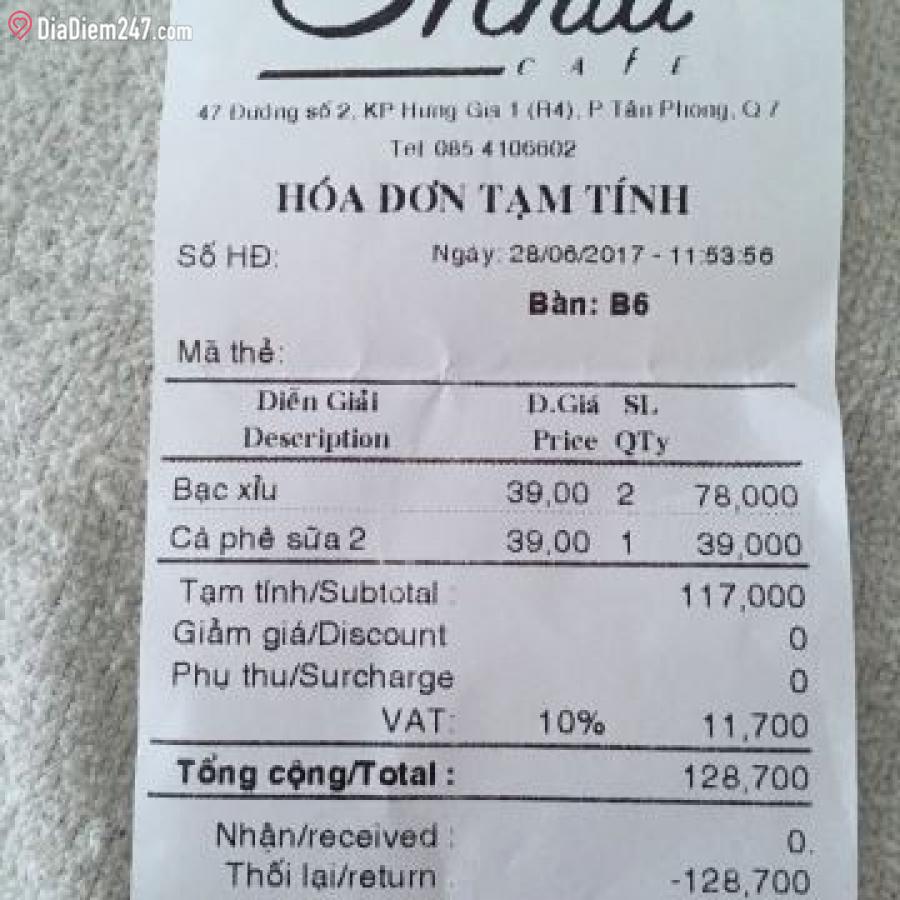 DiaDiem247.com
CAFE
47 Đường số 2, KP Hưng Gia 1 (R4), P Tân Phong, Q 7
Tel 085 4106602
HÓA ĐƠN TẠM TÍNH
Số HĐ: Ngày: 28/06/2017 - 11:53:56
Bàn: B6
Mã thẻ:
Diễn Giải Đ.Giá SL
Description Price QTy
Bạc xỉu 39,00 2 78,000
Cà phê sữa 2 39,00 1 39,000
Tạm tính/Subtotal : 117,000
Giảm giá/Discount 0
Phụ thu/Surcharge 0
VAT: 10% 11,700
Tổng cộng/Total : 128,700
Nhận/received : 0.
Thối lại/return : -128,700